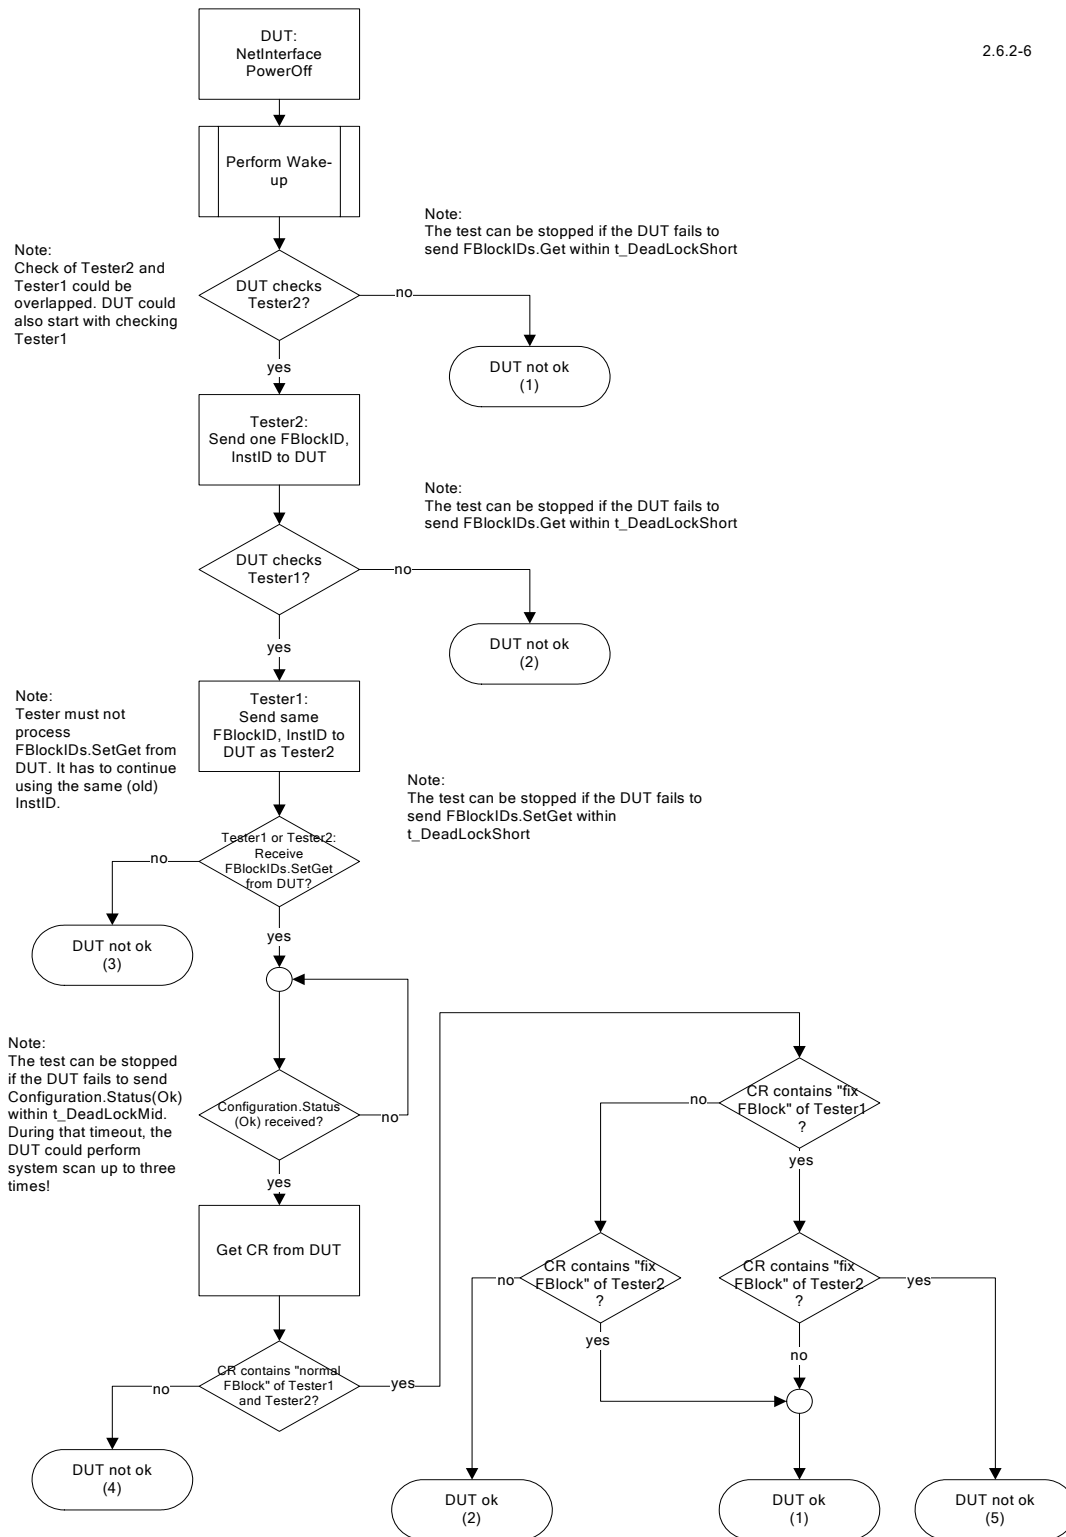 DUT:
NetInterface
PowerOff
2.6.2-6
Perform Wake-
up
Note:
The test can be stopped if the DUT fails to
send FBlockIDs.Get within t_DeadLockShort
Note:
Check of Tester2 and
Tester1 could be
overlapped. DUT could
also start with checking
Tester1
DUT checks
Tester2?
no
yes
DUT not ok
(1)
Tester2:
Send one FBlockID,
InstID to DUT
Note:
The test can be stopped if the DUT fails to
send FBlockIDs.Get within t_DeadLockShort
DUT checks
Tester1?
no
yes
DUT not ok
(2)
Note:
Tester must not
process
FBlockIDs.SetGet from
DUT. It has to continue
using the same (old)
InstID.
Tester1:
Send same
FBlockID, InstID to
DUT as Tester2
Note:
The test can be stopped if the DUT fails to
send FBlockIDs.SetGet within
t_DeadLockShort
Tester1 or Tester2:
Receive
FBlockIDs.SetGet
from DUT?
no
yes
DUT not ok
(3)
Note:
The test can be stopped
if the DUT fails to send
Configuration.Status(Ok)
within t_DeadLockMid.
During that timeout, the
DUT could perform
system scan up to three
times!
Configuration.Status
(Ok) received?
no
yes
Get CR from DUT
CR contains "normal
FBlock" of Tester1
and Tester2?
no
yes
DUT not ok
(4)
CR contains "fix
FBlock" of Tester1
?
no
yes
CR contains "fix
FBlock" of Tester2
?
no
yes
CR contains "fix
FBlock" of Tester2
?
yes
no
DUT ok
(2)
DUT ok
(1)
DUT not ok
(5)